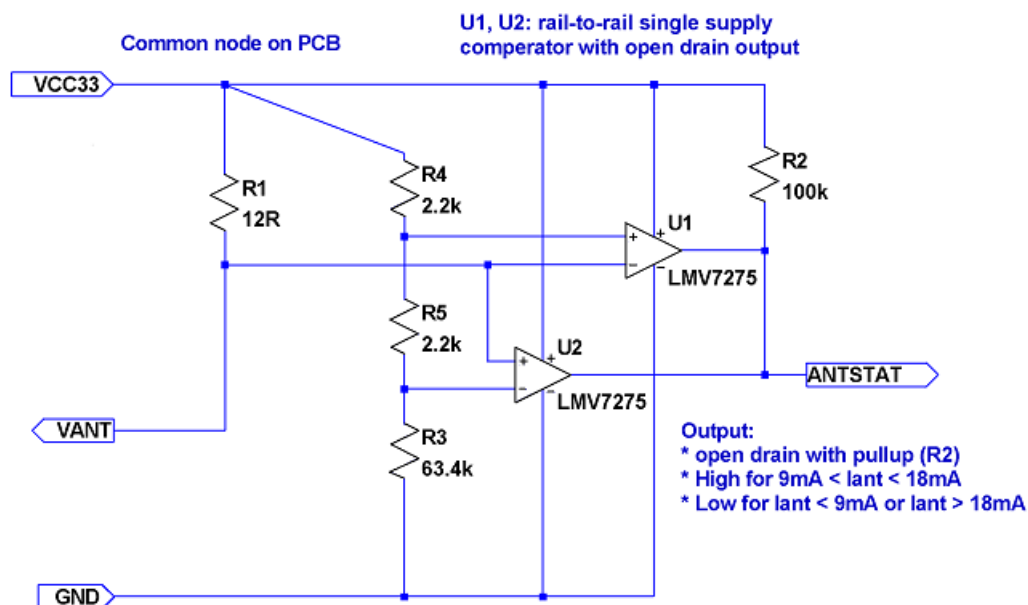 U1, U2: rail-to-rail single supply
comperator with open drain output
Common node on PCB
VCC33
R1
12R
R4
2.2k
R2
100k
+
-
+
-
U1
LMV7275
R5
2.2k
+
-
+
-
U2
LMV7275
ANTSTAT
VANT
R3
63.4k
Output:
* open drain with pullup (R2)
* High for 9mA < Iant < 18mA
* Low for Iant < 9mA or Iant > 18mA
GND